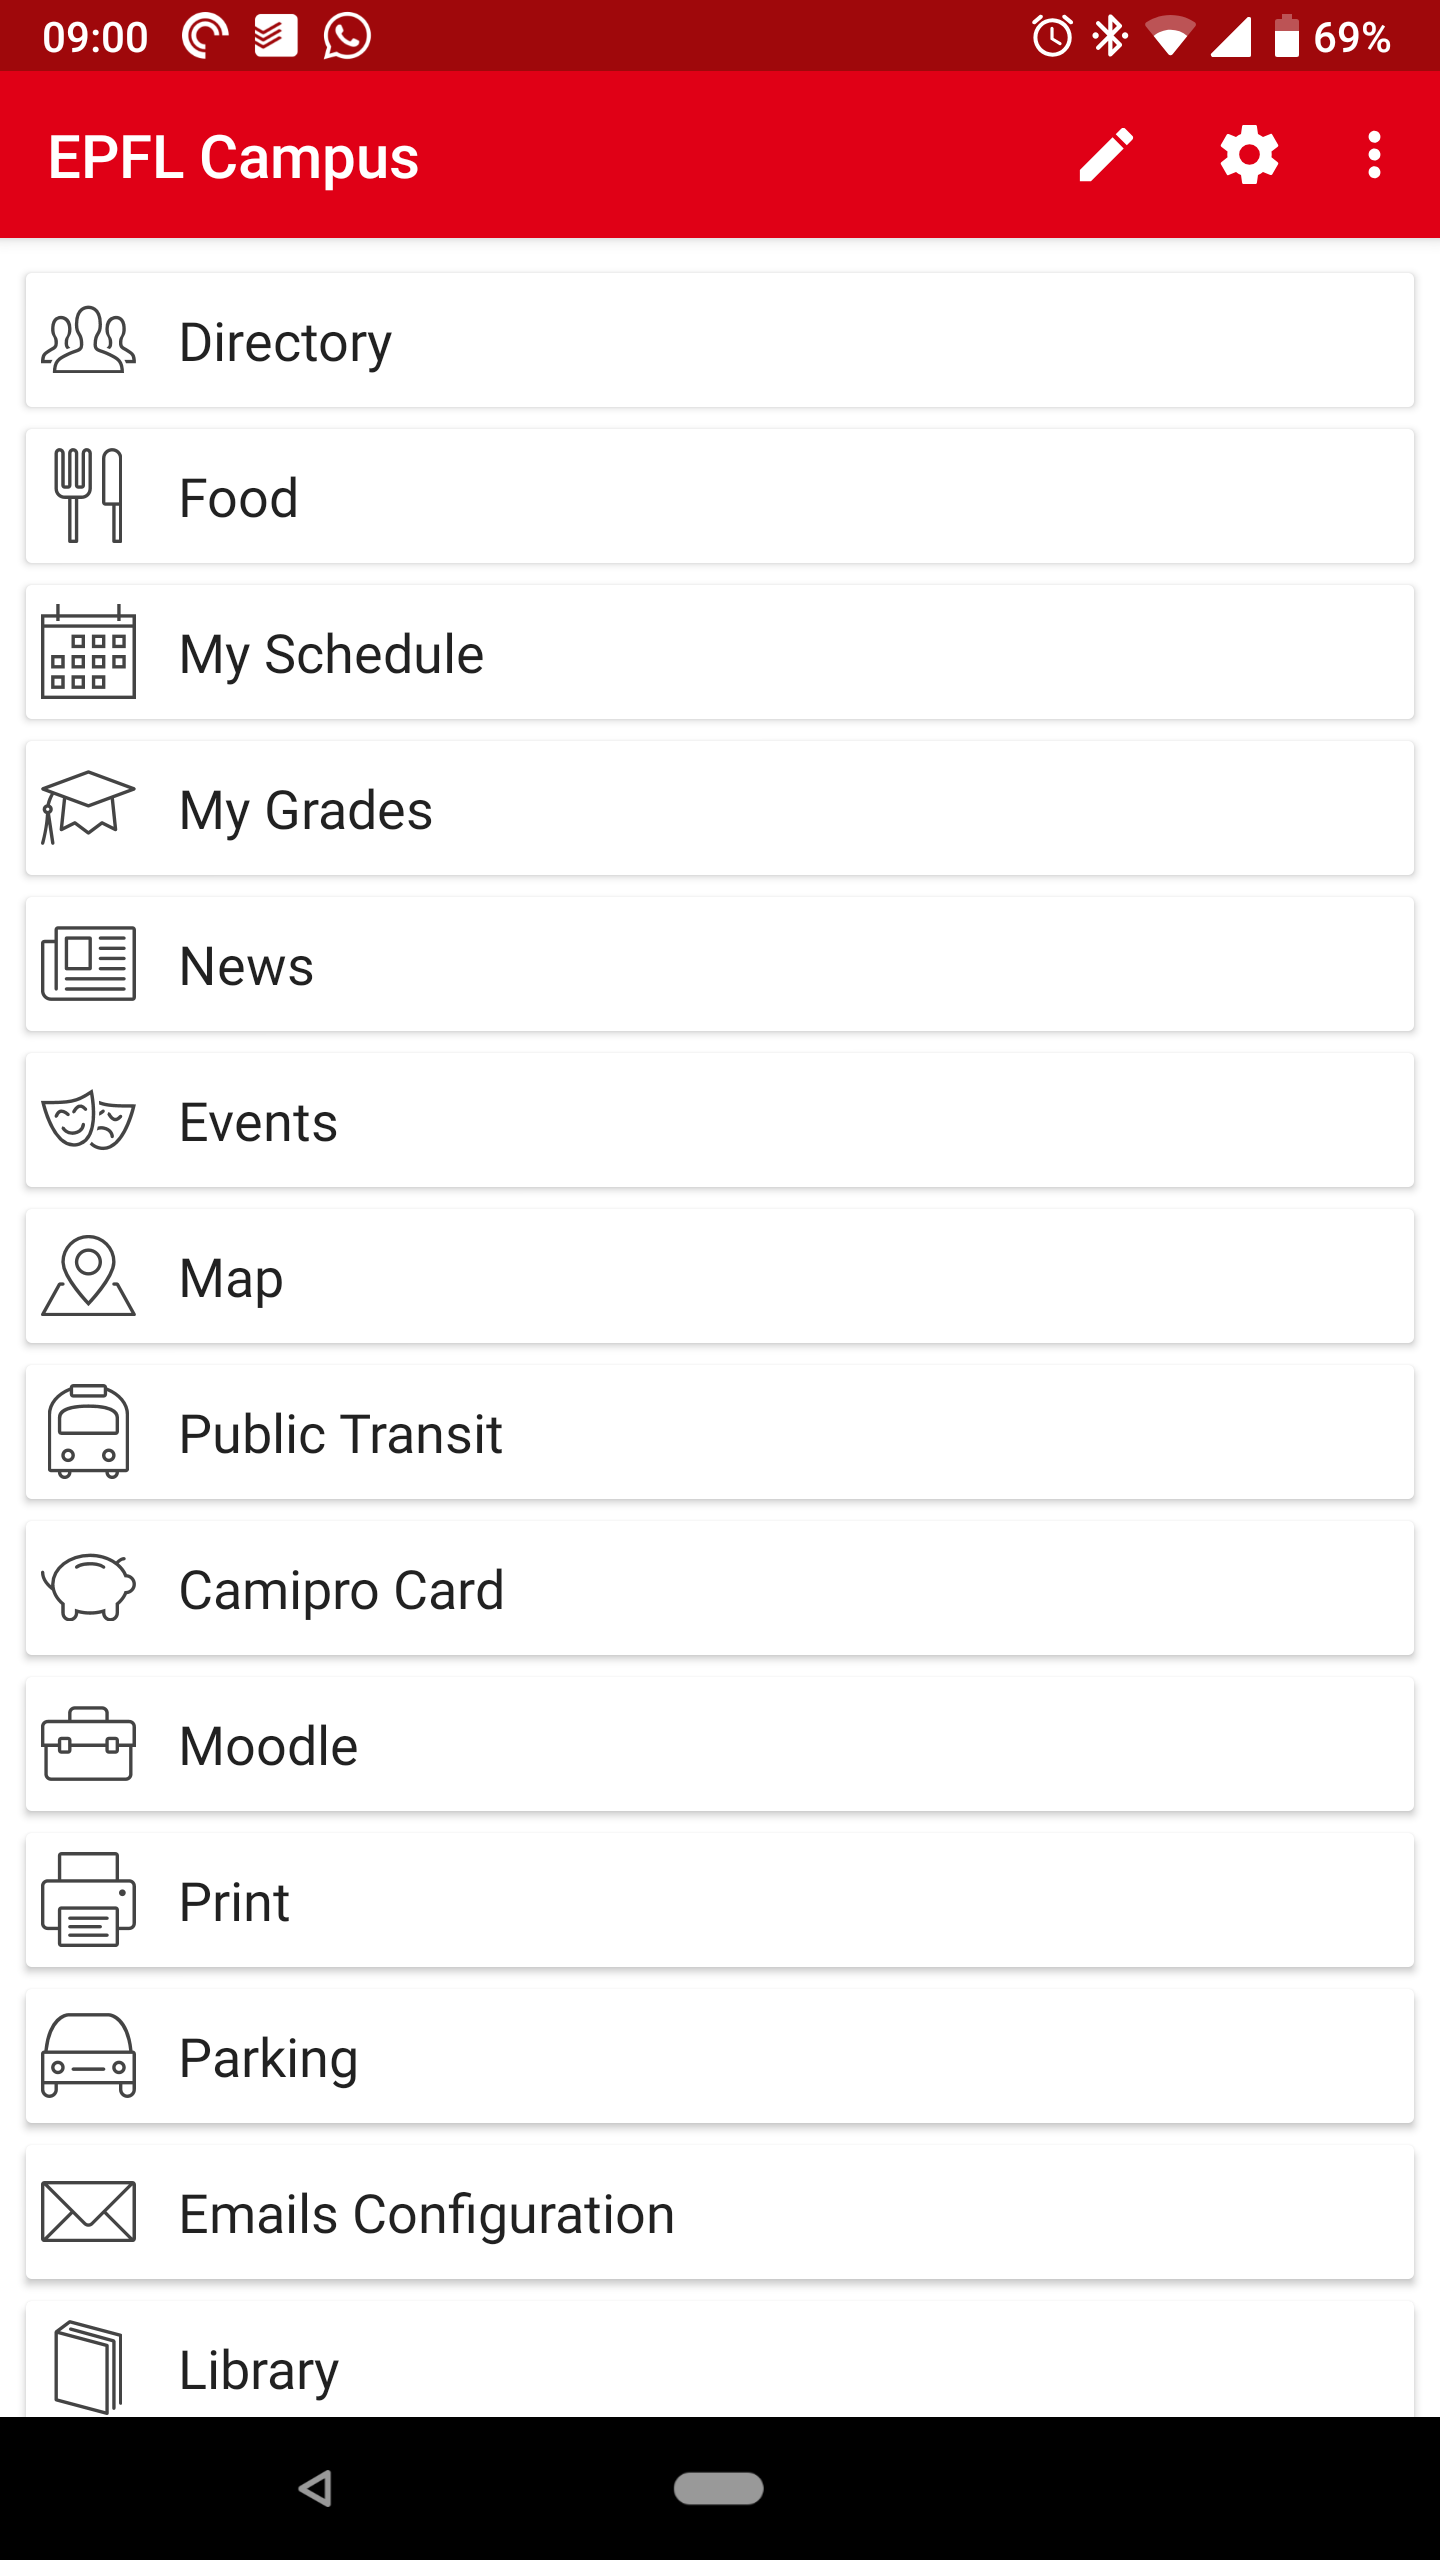 09:00 69%
EPFL Campus
Directory
Food
My Schedule
My Grades
News
Events
Map
Public Transit
Camipro Card
Moodle
Print
Parking
Emails Configuration
Library